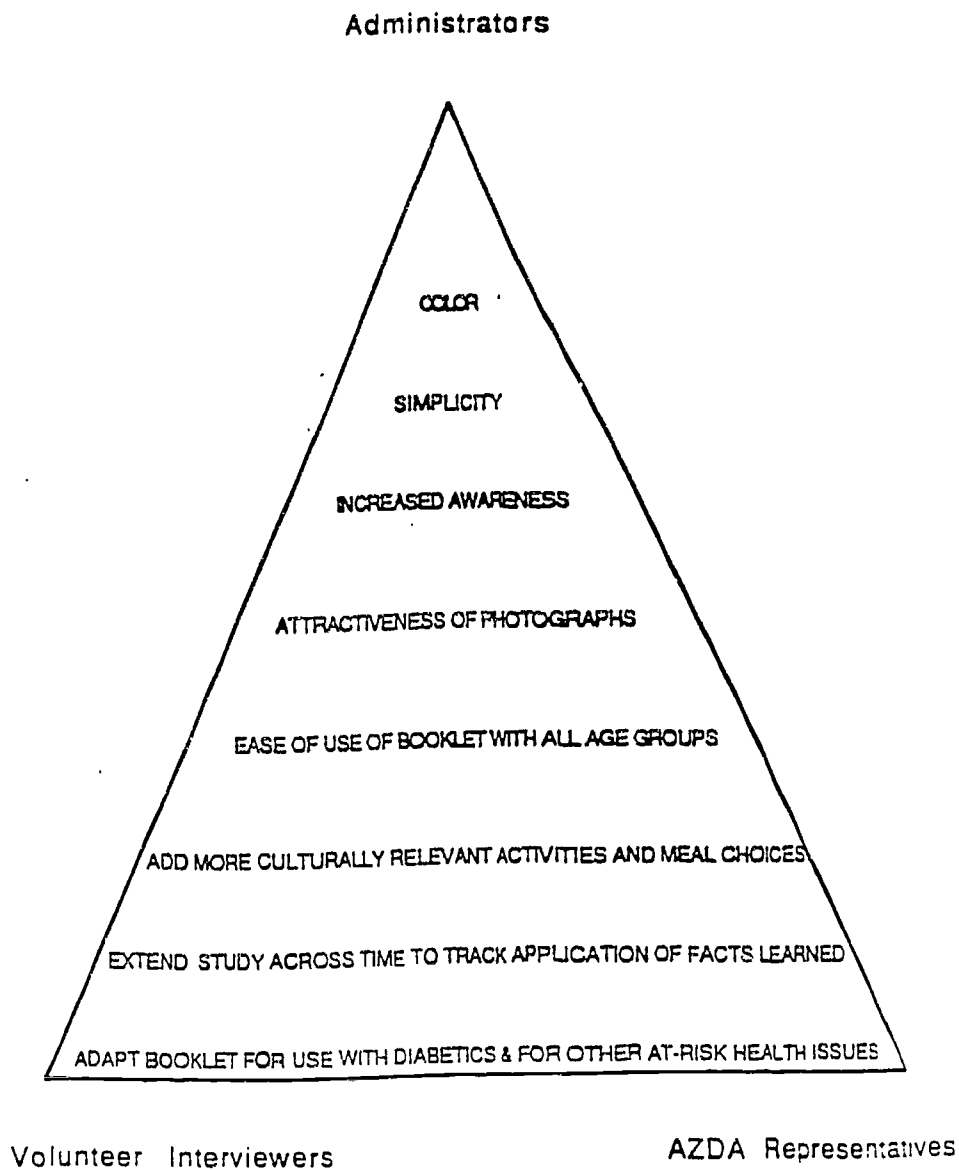 Administrators
COLOR
SIMPLICITY
INCREASED AWARENESS
ATTRACTIVENESS OF PHOTOGRAPHS
EASE OF USE OF BOOKLET WITH ALL AGE GROUPS
ADD MORE CULTURALLY RELEVANT ACTIVITIES AND MEAL CHOICES
EXTEND STUDY ACROSS TIME TO TRACK APPLICATION OF FACTS LEARNED
ADAPT BOOKLET FOR USE WITH DIABETICS & FOR OTHER AT-RISK HEALTH ISSUES
Volunteer Interviewers AZDA Representatives